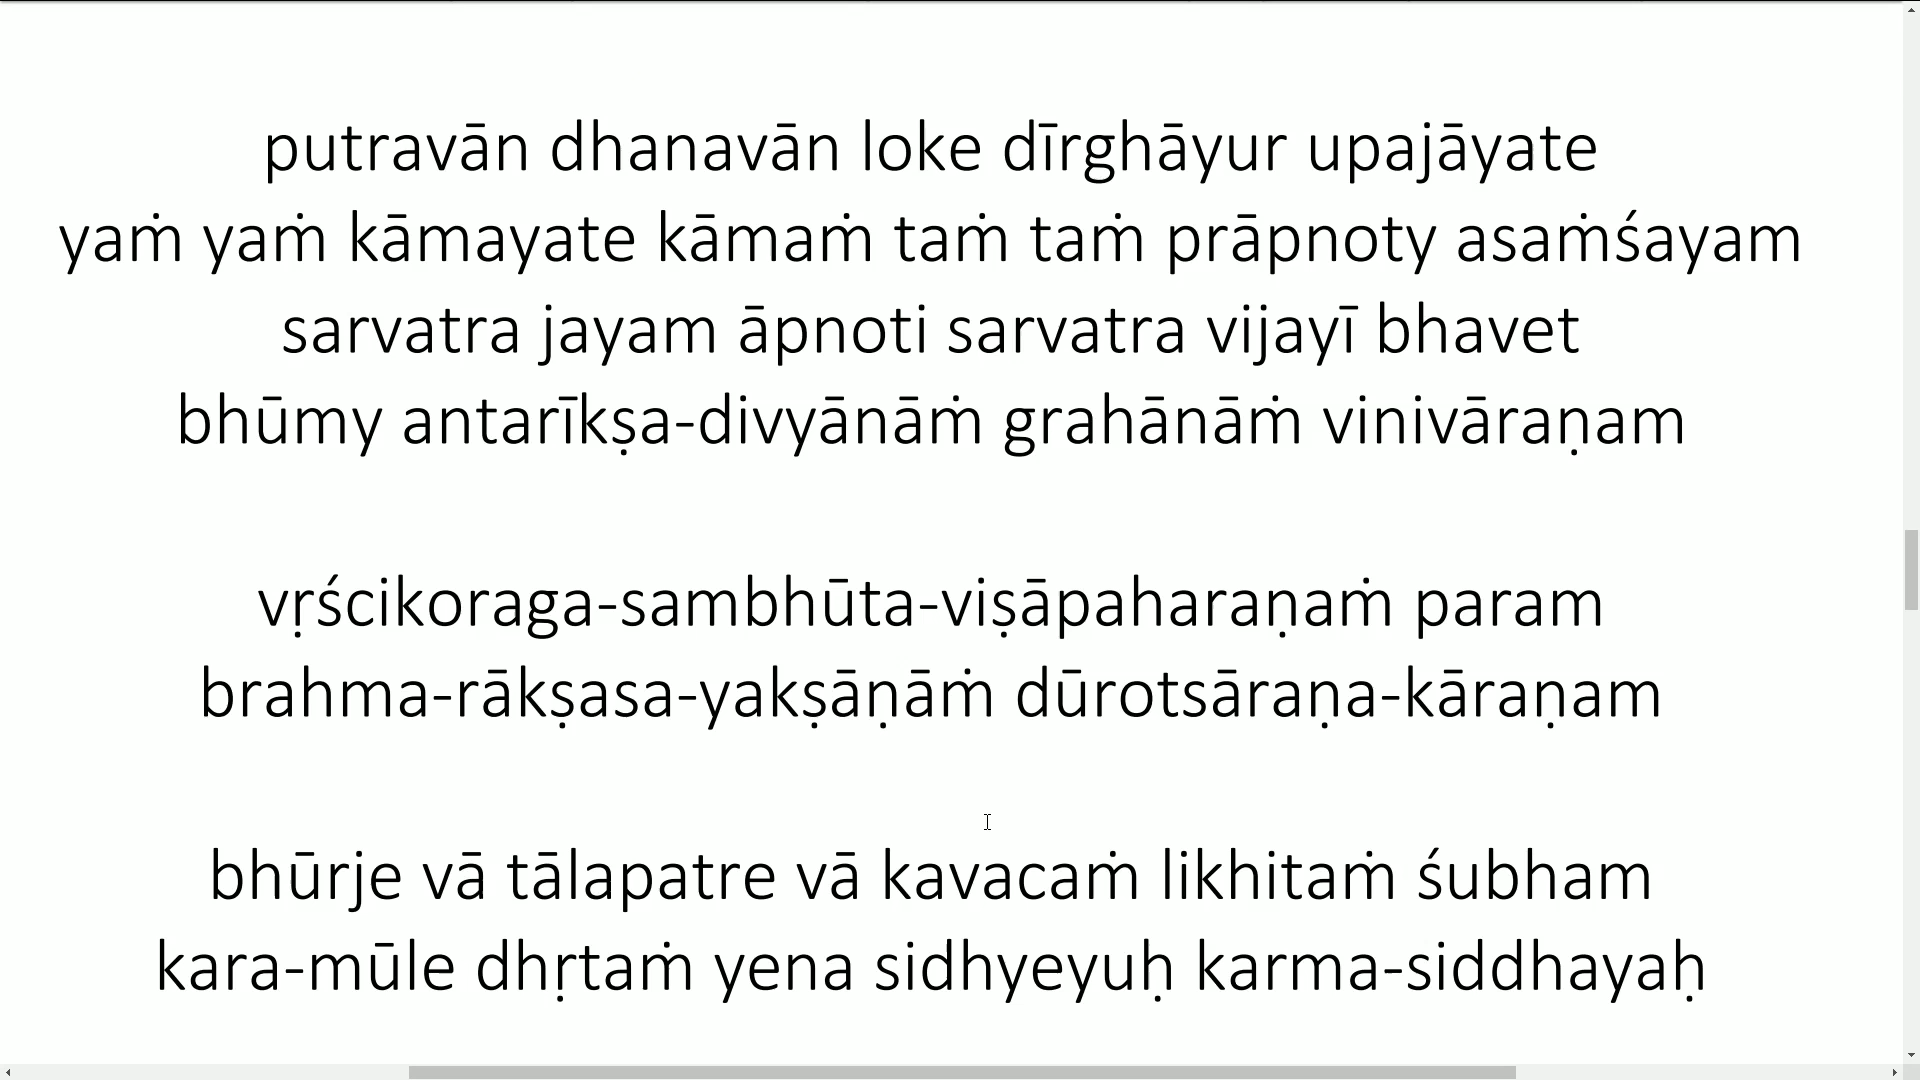 putravān dhanavān loke dīrghāyur upajāyate
yaṁ yaṁ kāmayate kāmaṁ taṁ taṁ prāpnoty asaṁśayam
sarvatra jayam āpnoti sarvatra vijayī bhavet
bhūmy antarīkṣa-divyānāṁ grahānāṁ vinivāraṇam
vṛścikoraga-sambhūta-viṣāpaharaṇaṁ param
brahma-rākṣasa-yakṣāṇāṁ dūrotsāraṇa-kāraṇam
bhūrje vā tālapatre vā kavacaṁ likhitaṁ śubham
kara-mūle dhṛtaṁ yena sidhyeyuḥ karma-siddhayaḥ